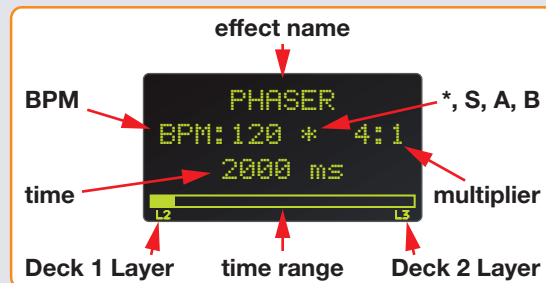 effect name
BPM
PHASER
*, S, A, B
BPM:120 * 4:1
time
2000 ms
multiplier
L2
L3
Deck 1 Layer
time range
Deck 2 Layer